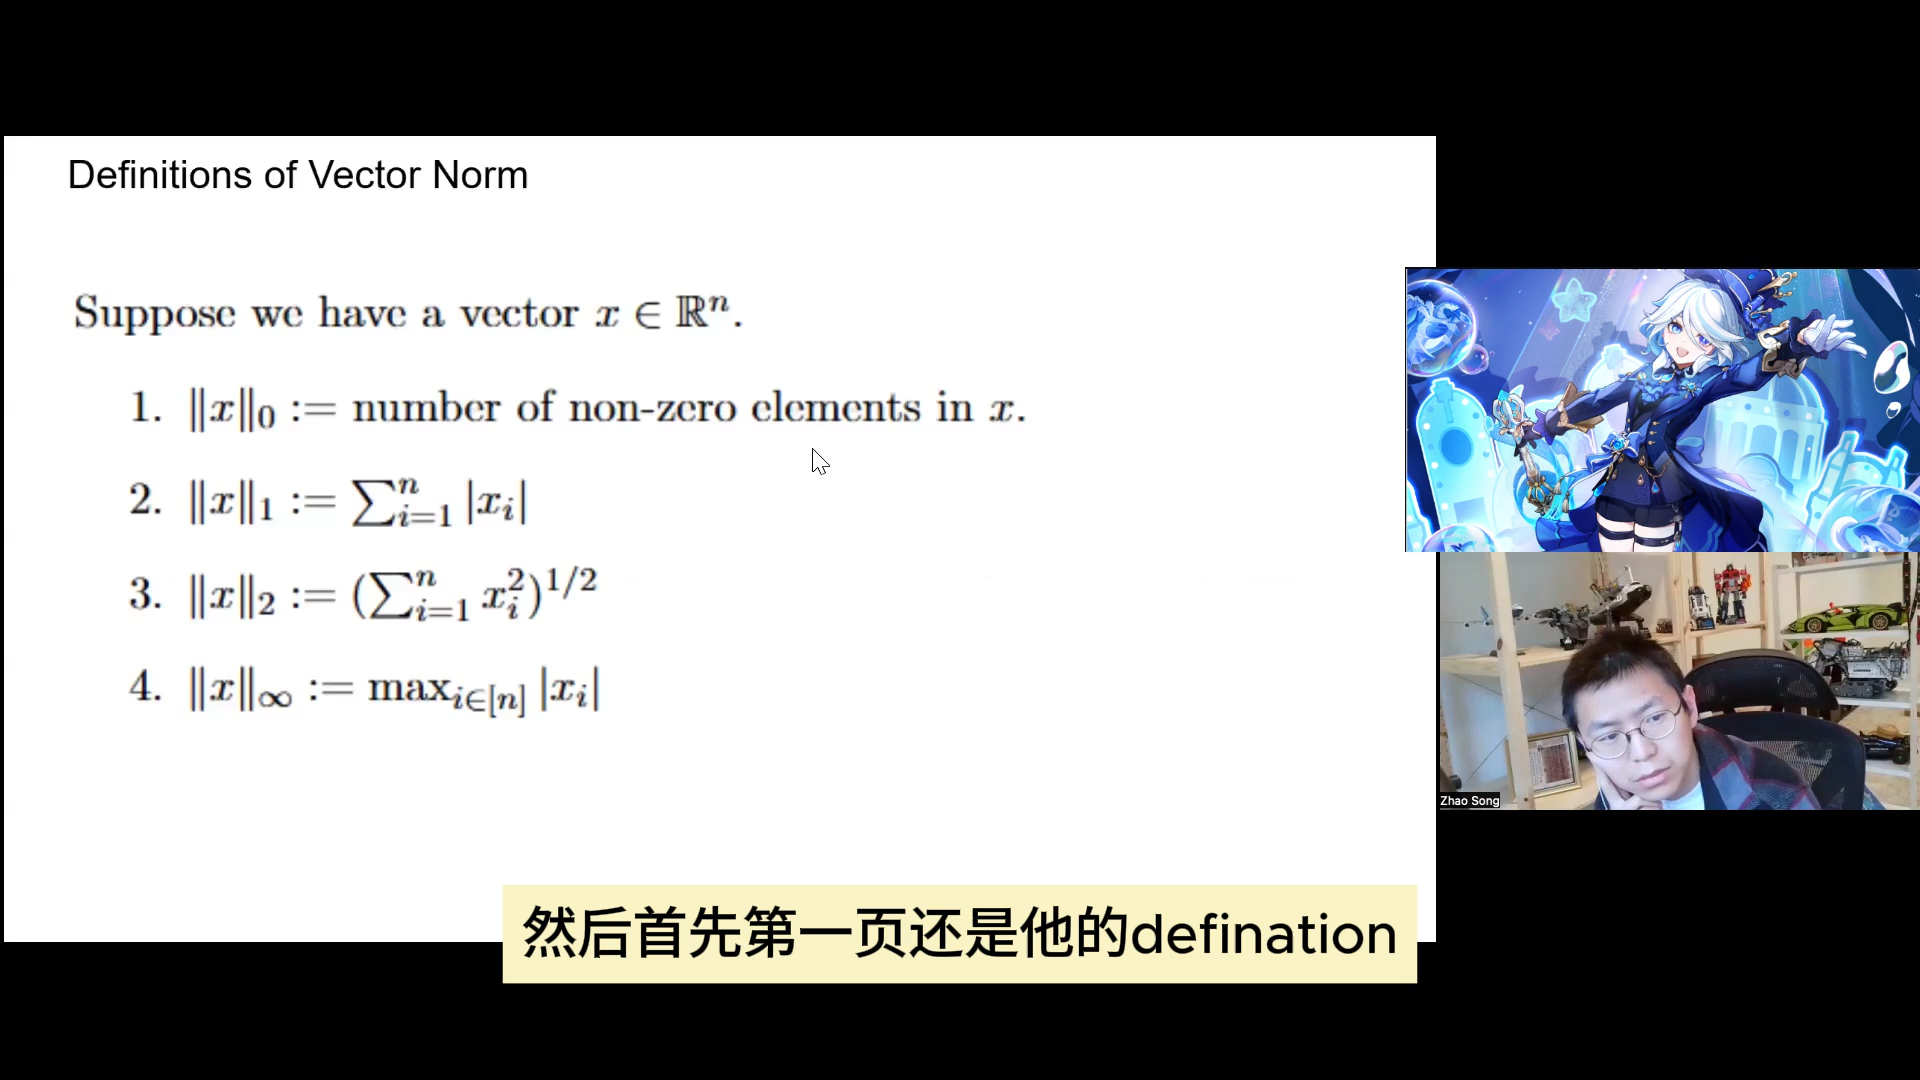 Definitions of Vector Norm
Suppose we have a vector x ∈ ℝⁿ.
1. ‖x‖₀ := number of non-zero elements in x.
2. ‖x‖₁ := ∑ⁿᵢ₌₁ |xᵢ|
3. ‖x‖₂ := (∑ⁿᵢ₌₁ xᵢ²)^{1/2}
4. ‖x‖∞ := max_{i∈[n]} |xᵢ|
Zhao Song
然后首先第一页还是他的defination